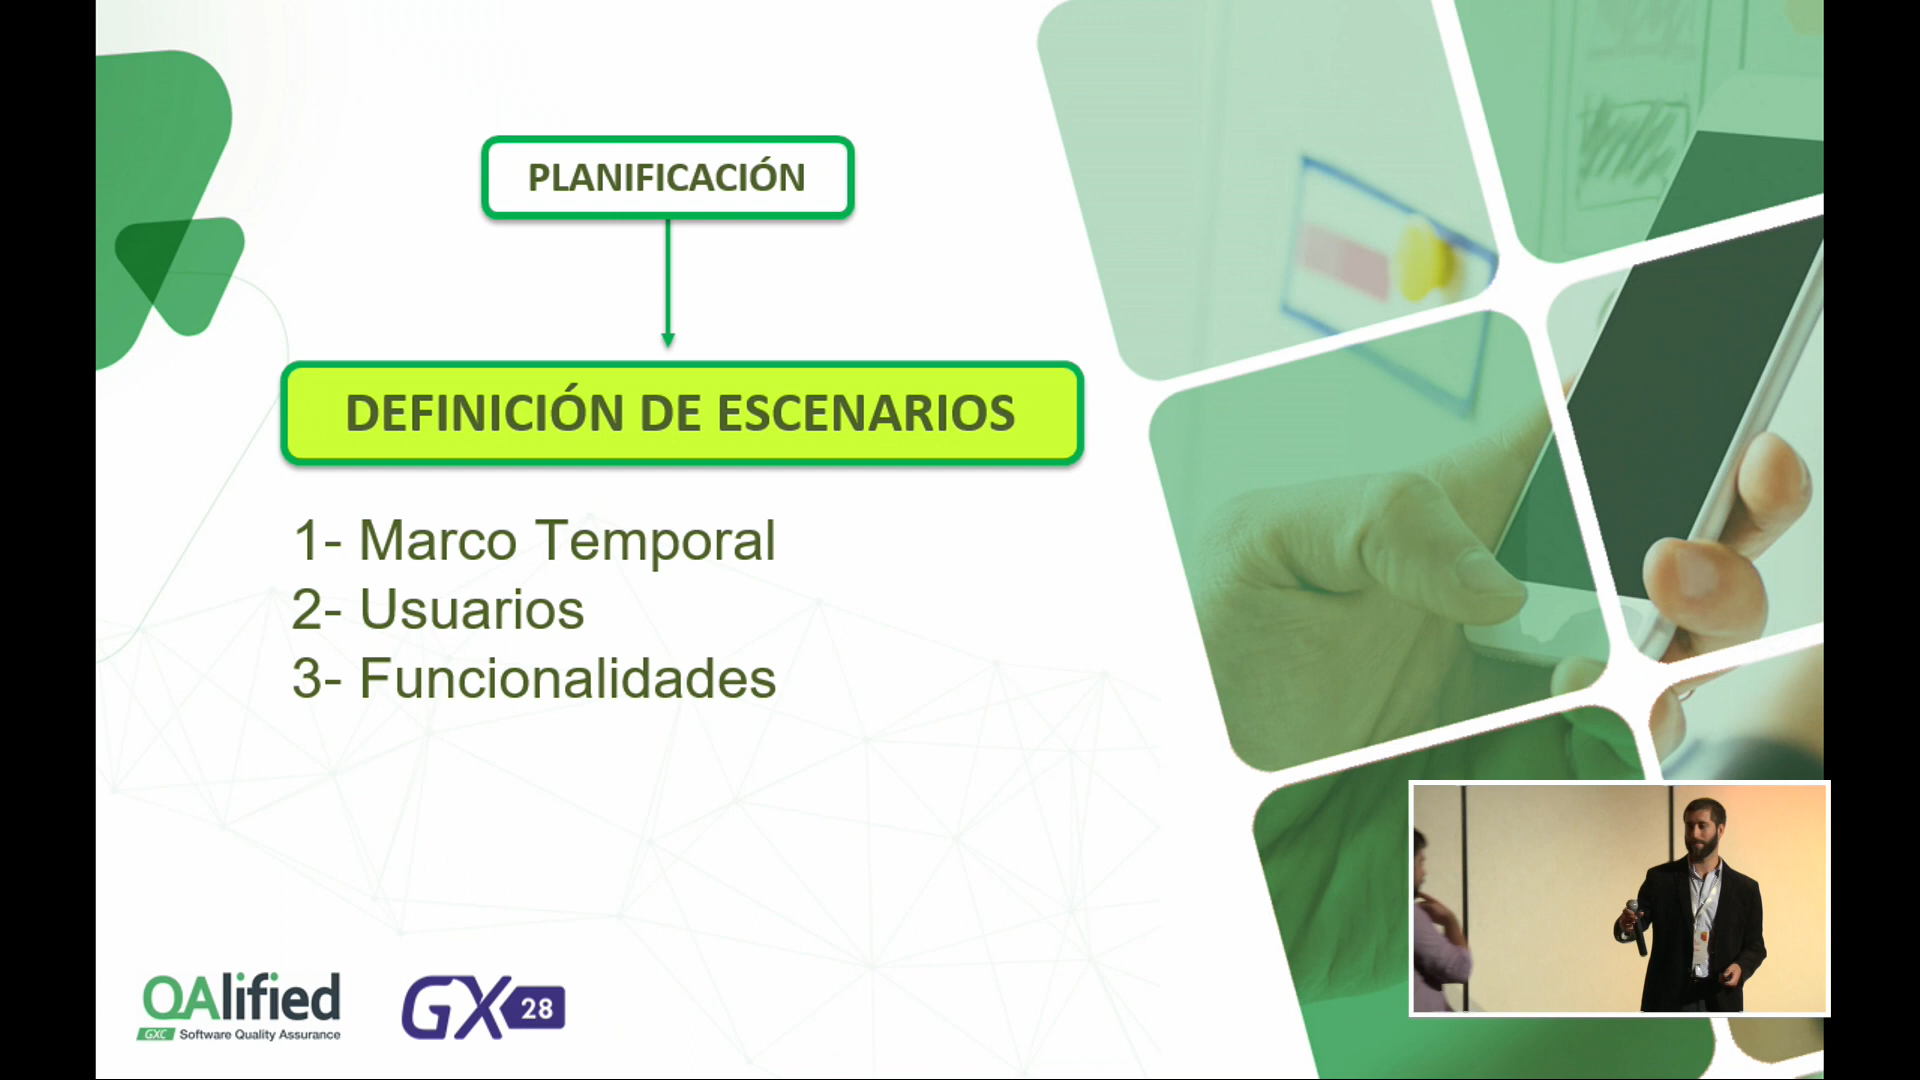 PLANIFICACIÓN
DEFINICIÓN DE ESCENARIOS
1- Marco Temporal
2- Usuarios
3- Funcionalidades
QAlified
GXC Software Quality Assurance
GX 28